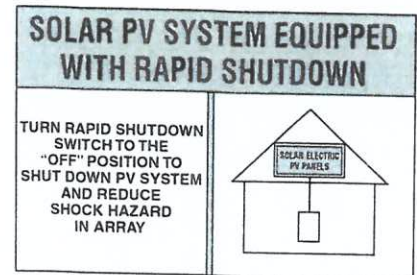 SOLAR PV SYSTEM EQUIPPED
WITH RAPID SHUTDOWN
TURN RAPID SHUTDOWN
SWITCH TO THE
"OFF" POSITION TO
SHUT DOWN PV SYSTEM
AND REDUCE
SHOCK HAZARD
IN ARRAY
SOLAR ELECTRIC
PV PANELS